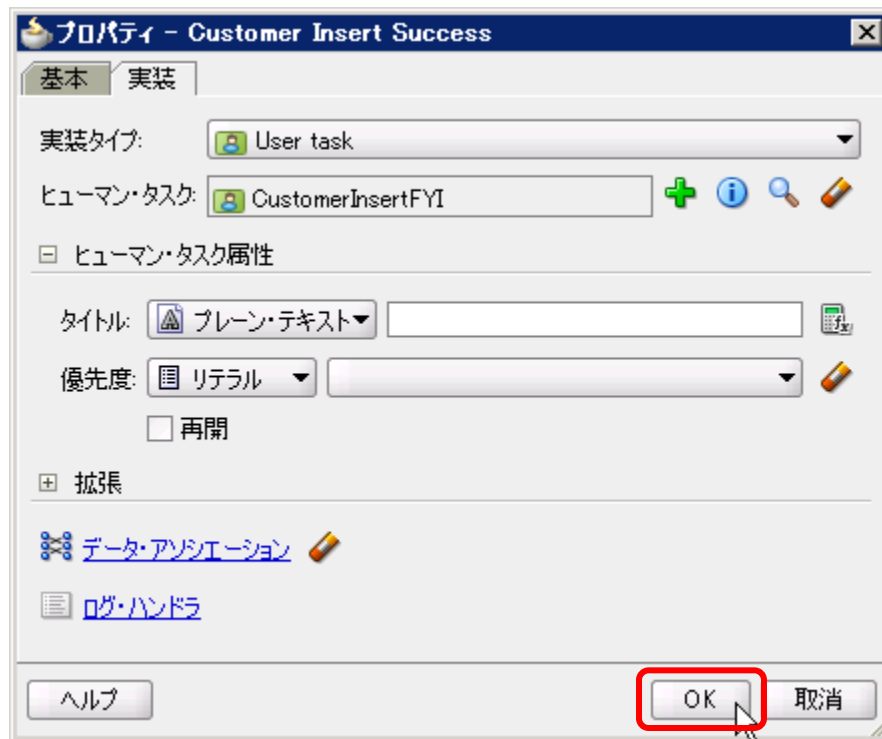 プロパティ - Customer Insert Success
基本 実装
実装タイプ: User task
ヒューマン・タスク: CustomerInsertFYI
ヒューマン・タスク属性
タイトル: プレーン・テキスト
優先度: リテラル
再開
拡張
データ・アソシエーション
ログ・ハンドラ
ヘルプ OK 取消